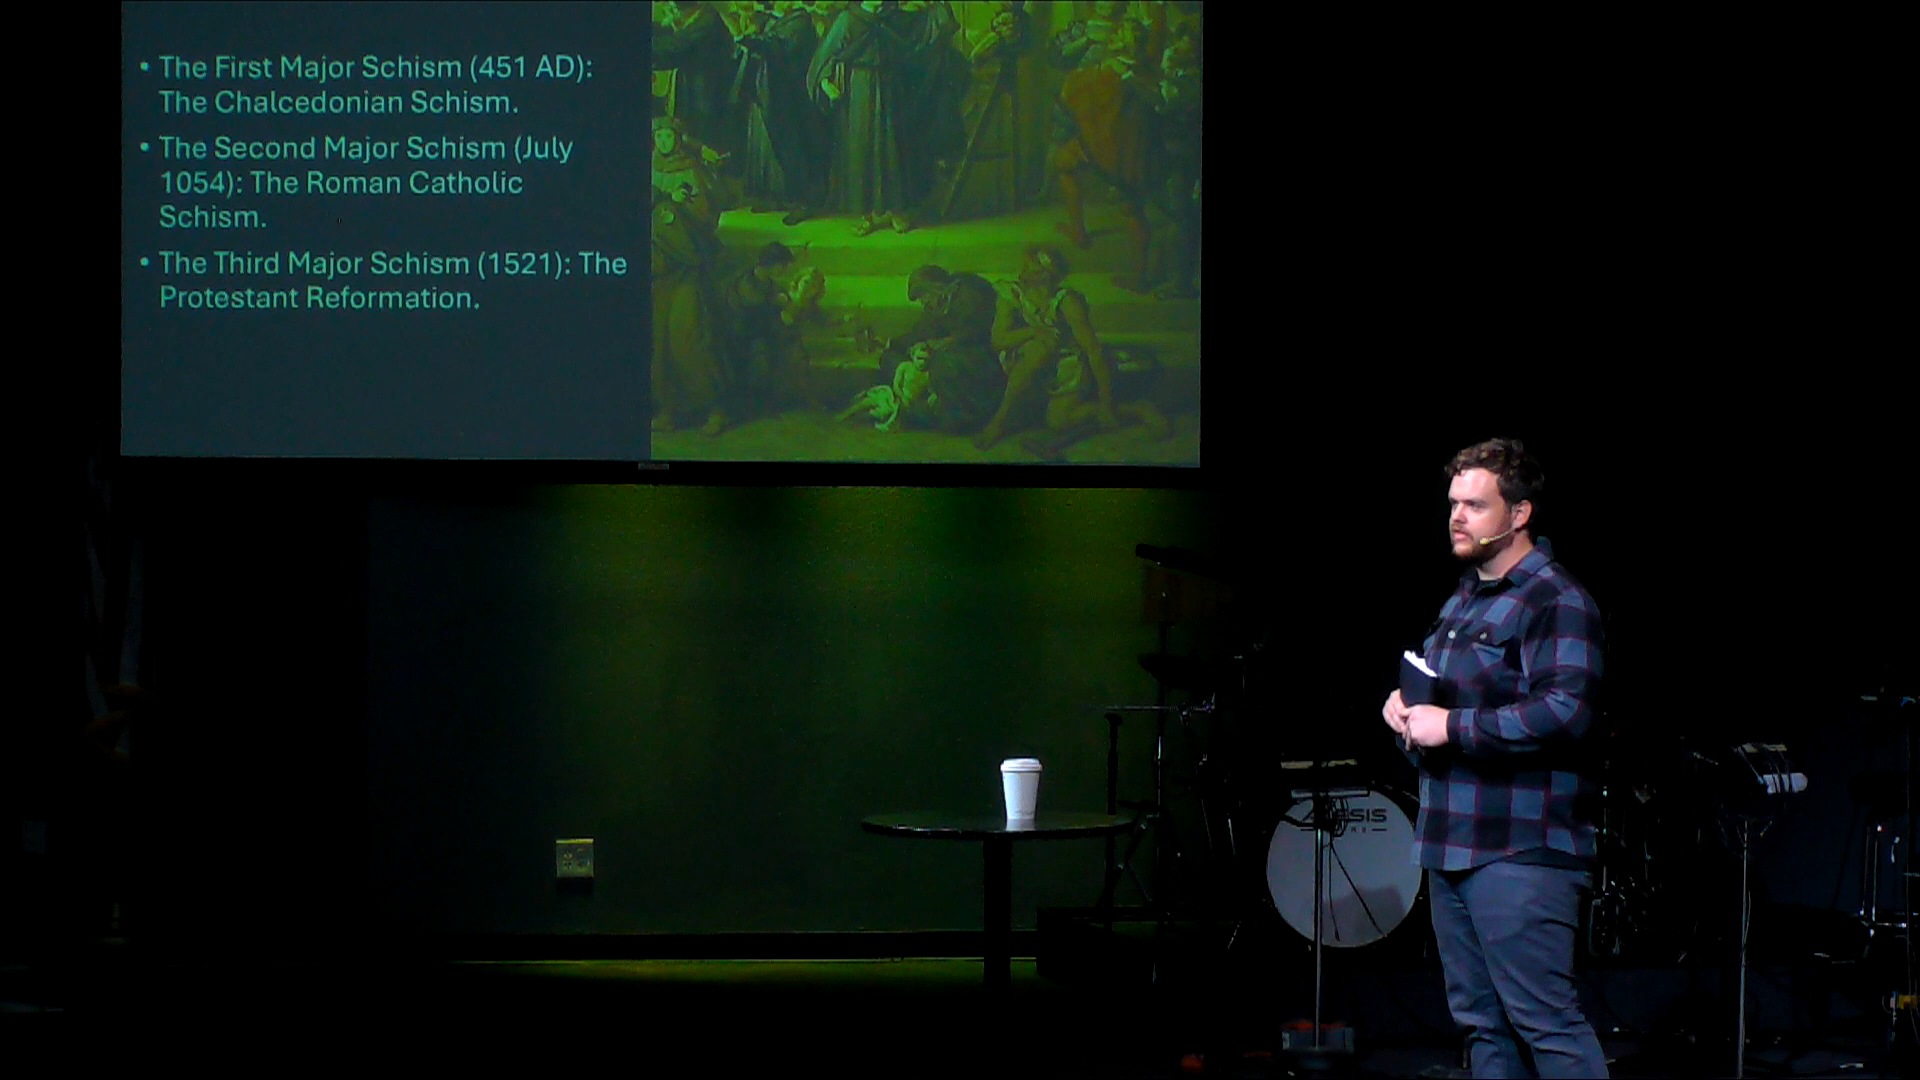 • The First Major Schism (451 AD):
The Chalcedonian Schism.
• The Second Major Schism (July
1054): The Roman Catholic
Schism.
• The Third Major Schism (1521): The
Protestant Reformation.